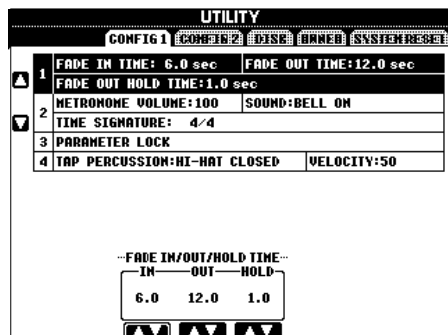 UTILITY
CONFIG 1 CONFIG 2 DISK OWNER SYSTEM RESET
1 FADE IN TIME: 6.0 sec FADE OUT TIME:12.0 sec
FADE OUT HOLD TIME:1.0 sec
2 METRONOME VOLUME:100 SOUND:BELL ON
TIME SIGNATURE: 4/4
3 PARAMETER LOCK
4 TAP PERCUSSION:HI-HAT CLOSED VELOCITY:50
FADE IN/OUT/HOLD TIME
IN OUT HOLD
6.0 12.0 1.0